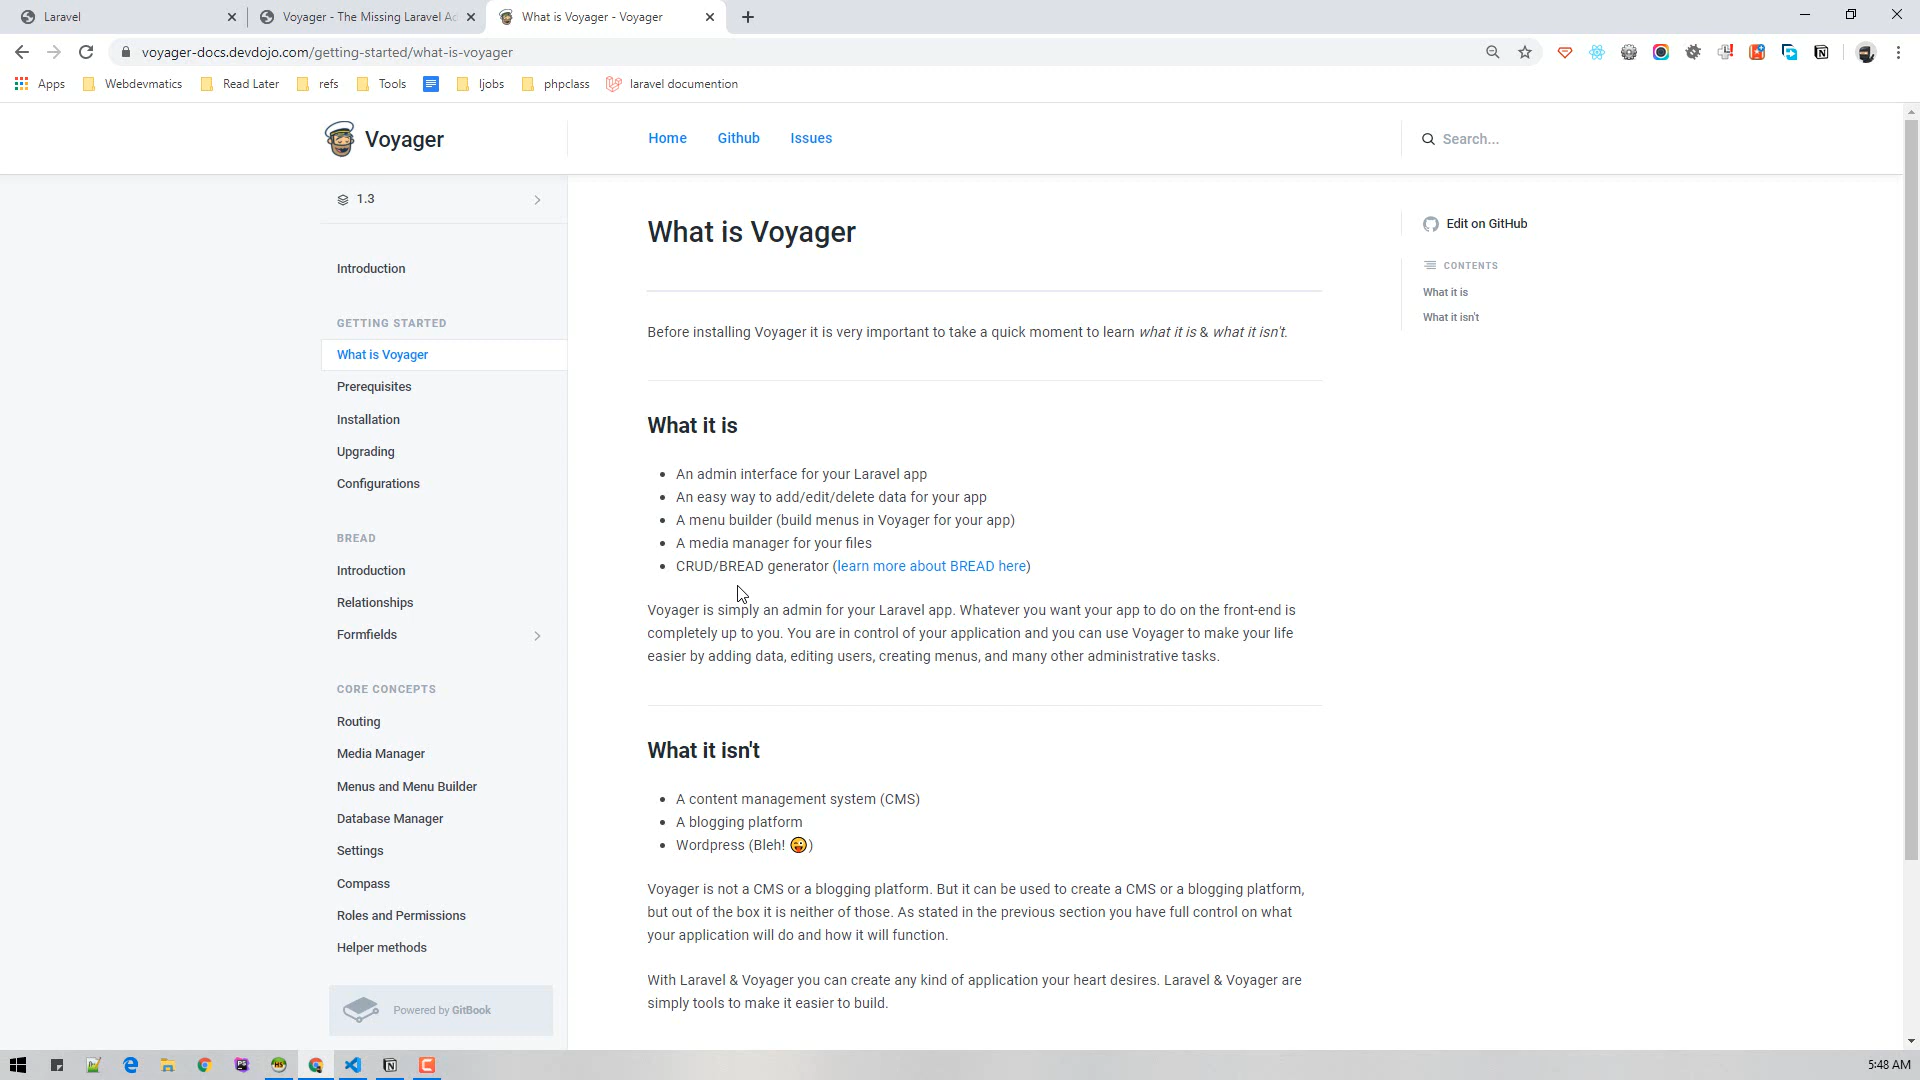 Laravel
Voyager - The Missing Laravel Ac
What is Voyager - Voyager
voyager-docs.devdojo.com/getting-started/what-is-voyager
Apps
Webdevmatics
Read Later
refs
Tools
ljobs
phpclass
laravel documention
Voyager
Home
Github
Issues
Search...
1.3
Introduction
GETTING STARTED
What is Voyager
Prerequisites
Installation
Upgrading
Configurations
BREAD
Introduction
Relationships
Formfields
CORE CONCEPTS
Routing
Media Manager
Menus and Menu Builder
Database Manager
Settings
Compass
Roles and Permissions
Helper methods
Powered by GitBook
What is Voyager
Before installing Voyager it is very important to take a quick moment to learn what it is & what it isn't.
What it is
• An admin interface for your Laravel app
• An easy way to add/edit/delete data for your app
• A menu builder (build menus in Voyager for your app)
• A media manager for your files
• CRUD/BREAD generator (learn more about BREAD here)
Voyager is simply an admin for your Laravel app. Whatever you want your app to do on the front-end is
completely up to you. You are in control of your application and you can use Voyager to make your life
easier by adding data, editing users, creating menus, and many other administrative tasks.
What it isn't
• A content management system (CMS)
• A blogging platform
• Wordpress (Bleh! 😜)
Voyager is not a CMS or a blogging platform. But it can be used to create a CMS or a blogging platform,
but out of the box it is neither of those. As stated in the previous section you have full control on what
your application will do and how it will function.
With Laravel & Voyager you can create any kind of application your heart desires. Laravel & Voyager are
simply tools to make it easier to build.
Edit on GitHub
CONTENTS
What it is
What it isn't
5:48 AM